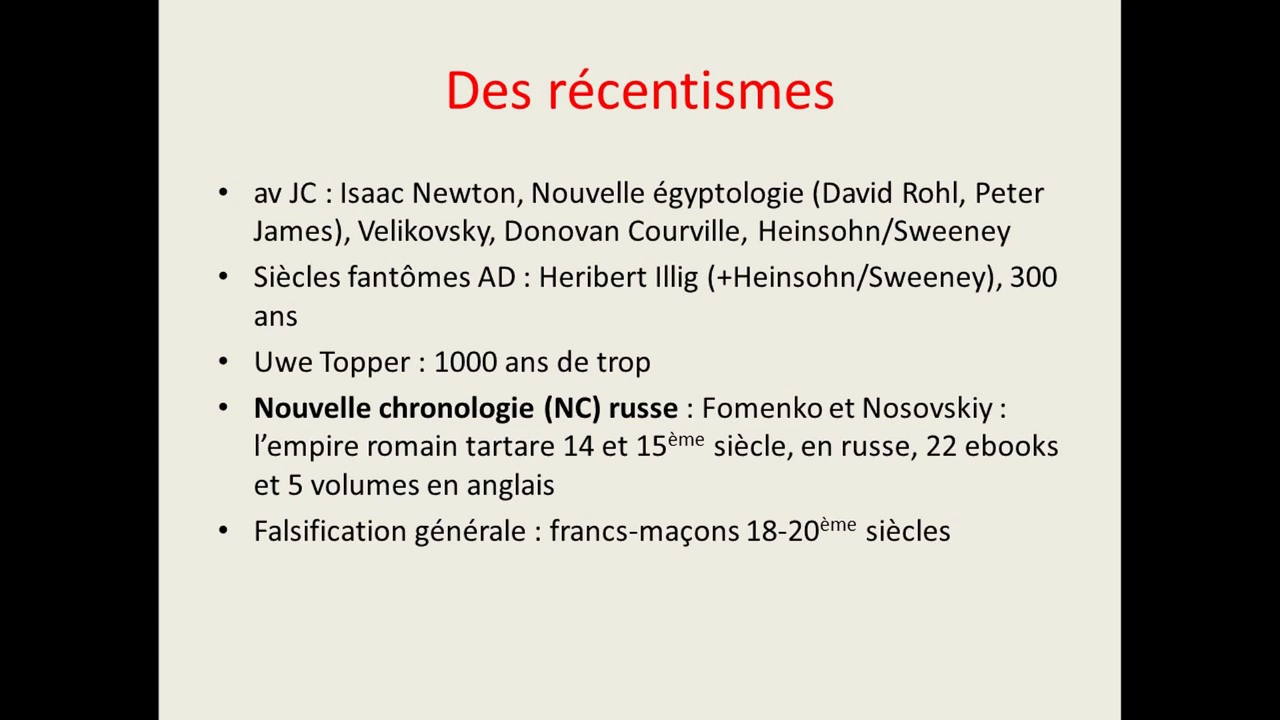 Des récentismes
• av JC : Isaac Newton, Nouvelle égyptologie (David Rohl, Peter
James), Velikovsky, Donovan Courville, Heinsohn/Sweeney
• Siècles fantômes AD : Heribert Illig (+Heinsohn/Sweeney), 300
ans
• Uwe Topper : 1000 ans de trop
• Nouvelle chronologie (NC) russe : Fomenko et Nosovskiy :
l’empire romain tartare 14 et 15ème siècle, en russe, 22 ebooks
et 5 volumes en anglais
• Falsification générale : francs-maçons 18-20ème siècles